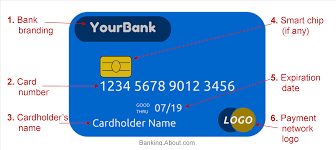 1. Bank
branding
YourBank
4. Smart chip
(if any)
2. Card
number
1234 5678 9012 3456
5. Expiration
date
GOOD
THRU
07/19
3. Cardholder's
name
Cardholder Name
LOGO
6. Payment
network
logo
Banking.About.com